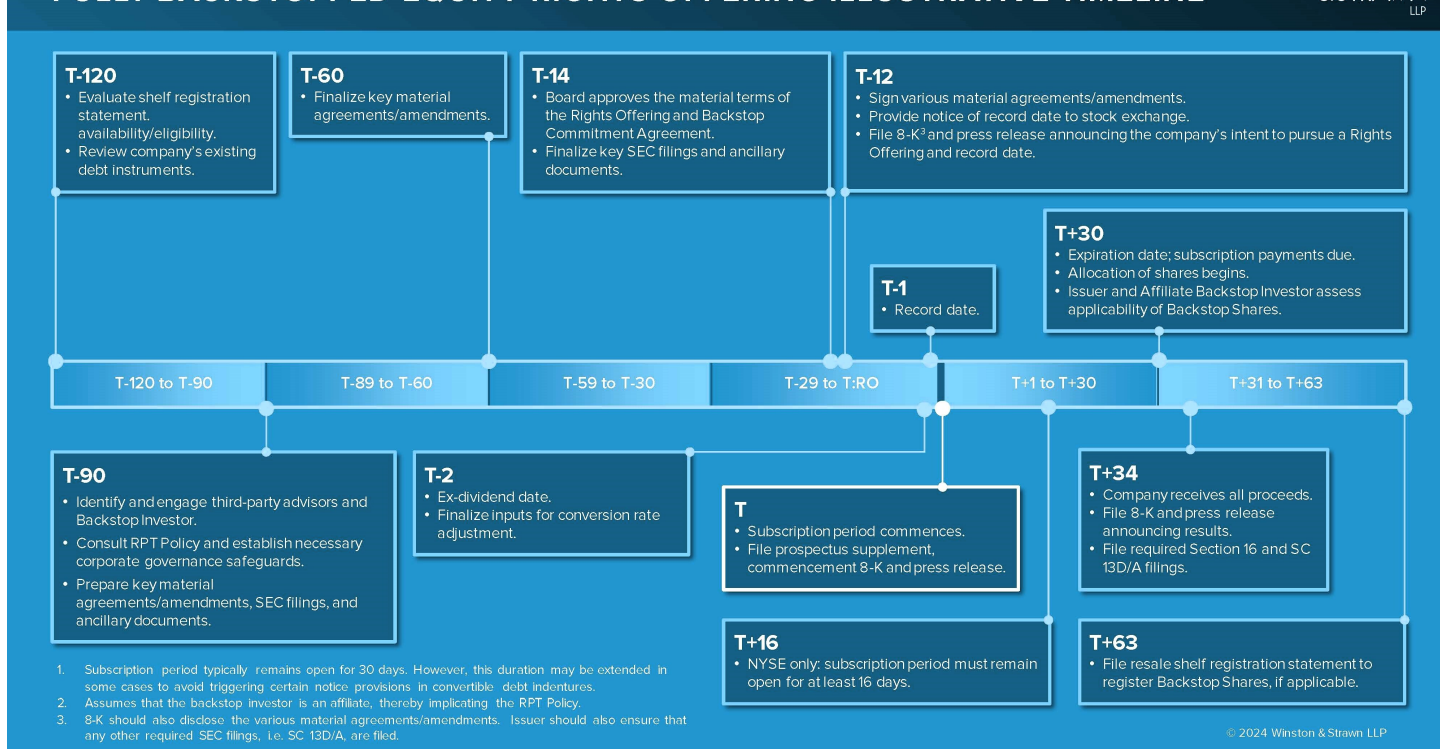 LLP
T-120
• Evaluate shelf registration
statement.
availability/eligibility.
• Review company's existing
debt instruments.
T-60
• Finalize key material
agreements/amendments.
T-14
• Board approves the material terms of
the Rights Offering and Backstop
Commitment Agreement.
• Finalize key SEC filings and ancillary
documents.
T-12
• Sign various material agreements/amendments.
• Provide notice of record date to stock exchange.
• File 8-K³ and press release announcing the company's intent to pursue a Rights
Offering and record date.
T+30
• Expiration date; subscription payments due.
• Allocation of shares begins.
• Issuer and Affiliate Backstop Investor assess
applicability of Backstop Shares.
T-1
• Record date.
T-120 to T-90
T-89 to T-60
T-59 to T-30
T-29 to T:RO
T+1 to T+30
T+31 to T+63
T-90
• Identify and engage third-party advisors and
Backstop Investor.
• Consult RPT Policy and establish necessary
corporate governance safeguards.
• Prepare key material
agreements/amendments, SEC filings, and
ancillary documents.
T-2
• Ex-dividend date.
• Finalize inputs for conversion rate
adjustment.
T
• Subscription period commences.
• File prospectus supplement,
commencement 8-K and press release.
T+34
• Company receives all proceeds.
• File 8-K and press release
announcing results.
• File required Section 16 and SC
13D/A filings.
T+16
• NYSE only: subscription period must remain
open for at least 16 days.
T+63
• File resale shelf registration statement to
register Backstop Shares, if applicable.
1. Subscription period typically remains open for 30 days. However, this duration may be extended in
some cases to avoid triggering certain notice provisions in convertible debt indentures.
2. Assumes that the backstop investor is an affiliate, thereby implicating the RPT Policy.
3. 8-K should also disclose the various material agreements/amendments. Issuer should also ensure that
any other required SEC filings, i.e. SC 13D/A, are filed.
© 2024 Winston & Strawn LLP